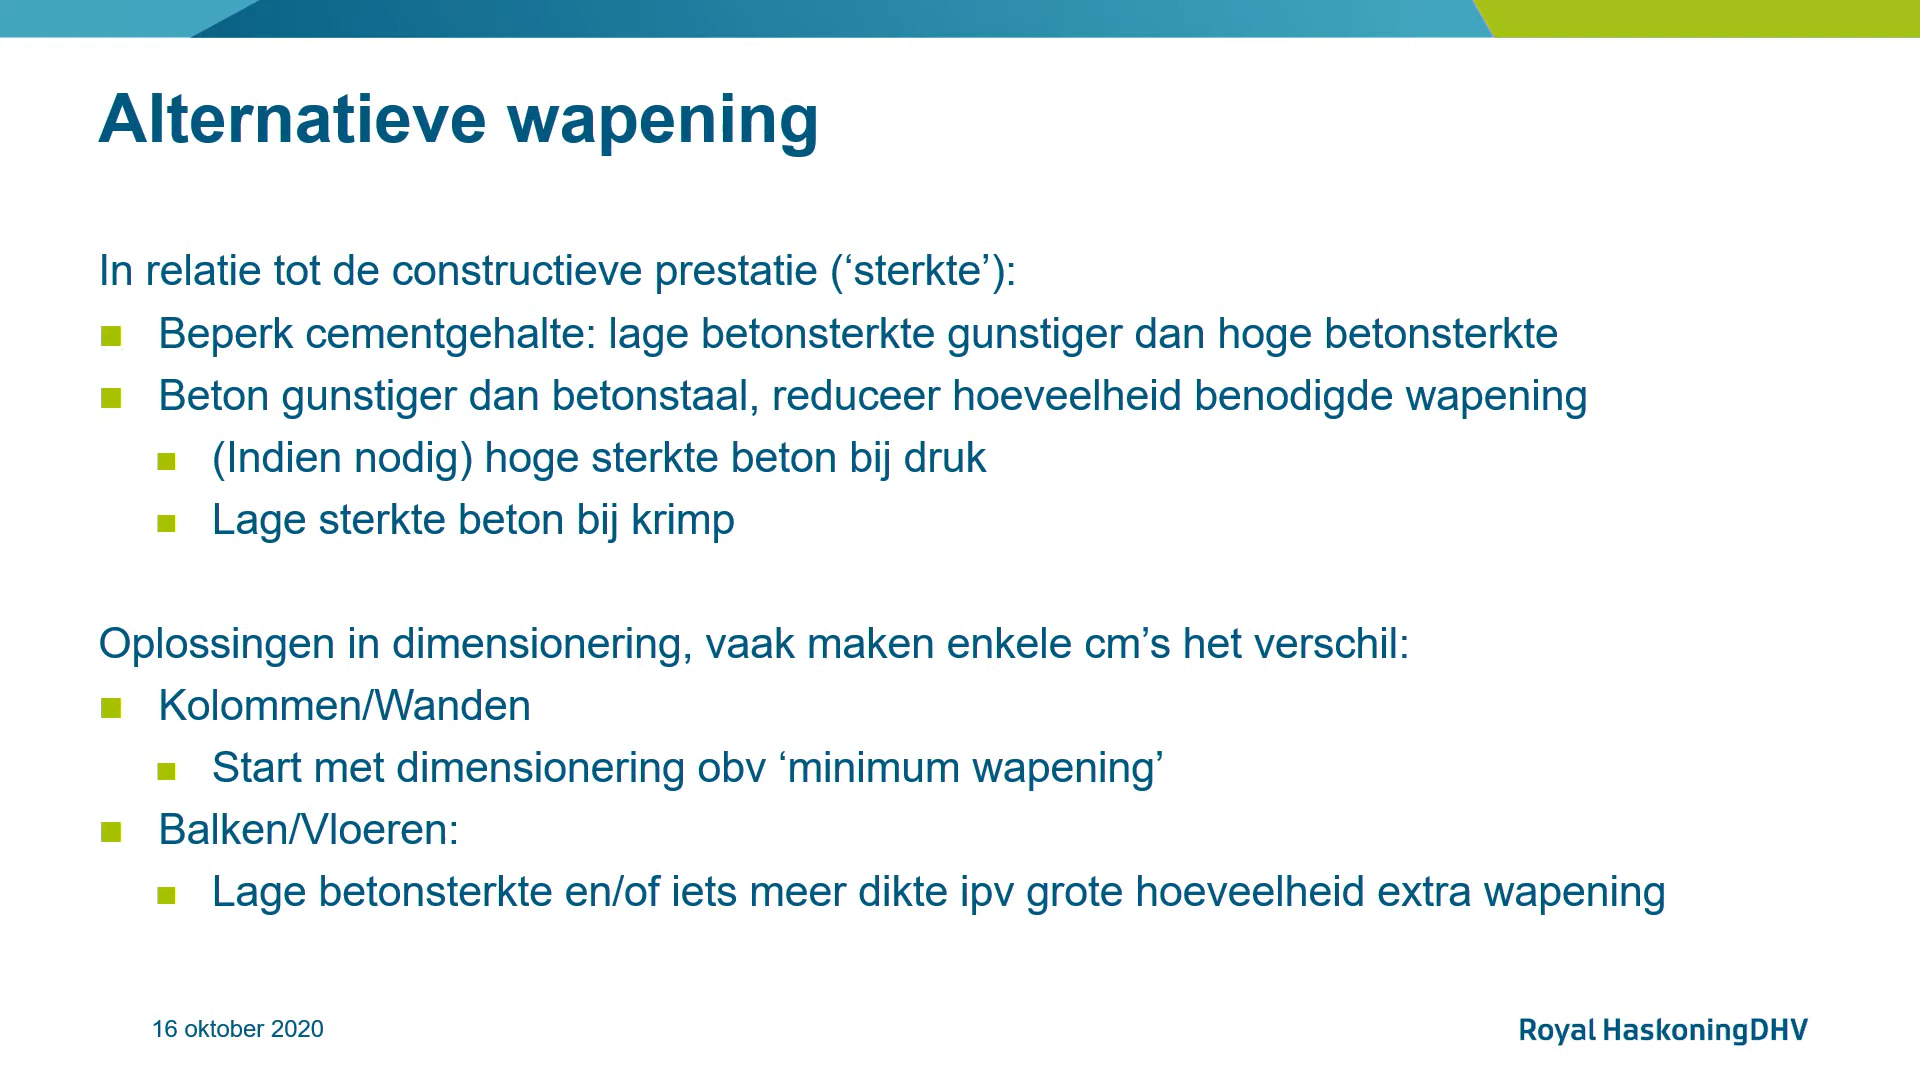 Alternatieve wapening
In relatie tot de constructieve prestatie (‘sterkte’):
Beperk cementgehalte: lage betonsterkte gunstiger dan hoge betonsterkte
Beton gunstiger dan betonstaal, reduceer hoeveelheid benodigde wapening
(Indien nodig) hoge sterkte beton bij druk
Lage sterkte beton bij krimp
Oplossingen in dimensionering, vaak maken enkele cm’s het verschil:
Kolommen/Wanden
Start met dimensionering obv ‘minimum wapening’
Balken/Vloeren:
Lage betonsterkte en/of iets meer dikte ipv grote hoeveelheid extra wapening
16 oktober 2020
Royal HaskoningDHV